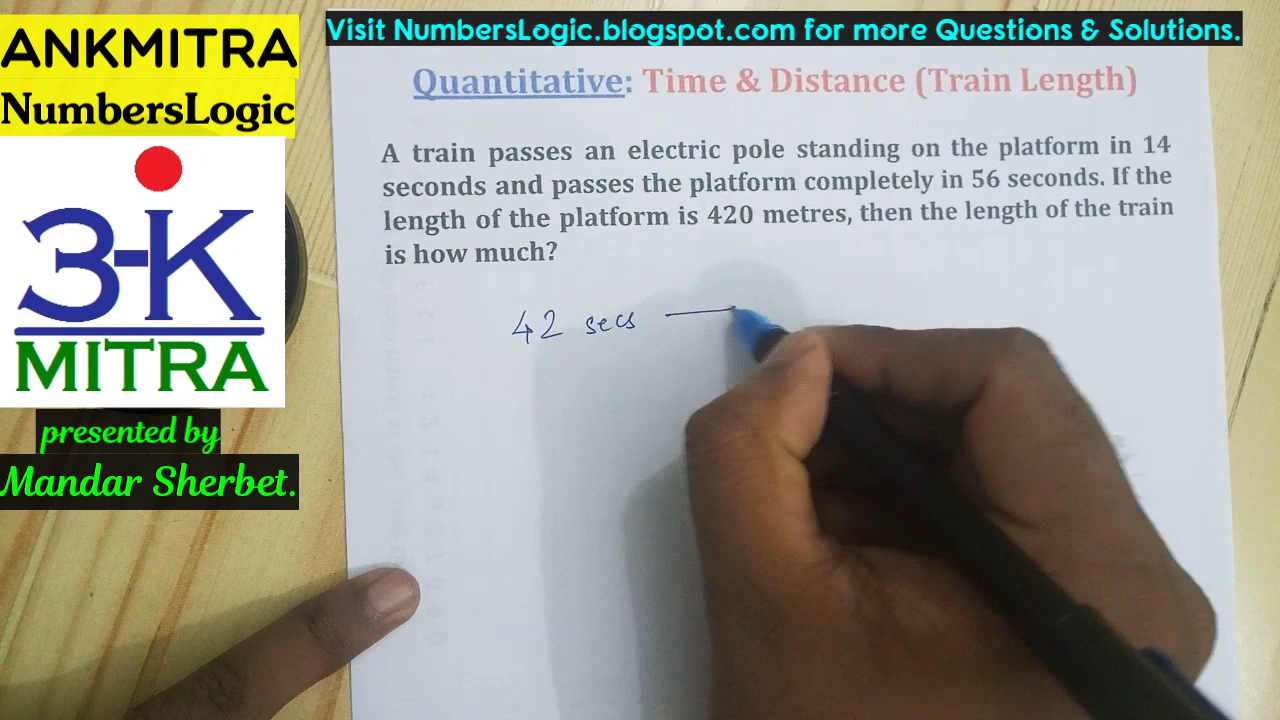 ANKMITRA
NumbersLogic
Visit NumbersLogic.blogspot.com for more Questions & Solutions.
3-K
MITRA
presented by
Mandar Sherbet.
Quantitative: Time & Distance (Train Length)
A train passes an electric pole standing on the platform in 14
seconds and passes the platform completely in 56 seconds. If the
length of the platform is 420 metres, then the length of the train
is how much?
42 secs